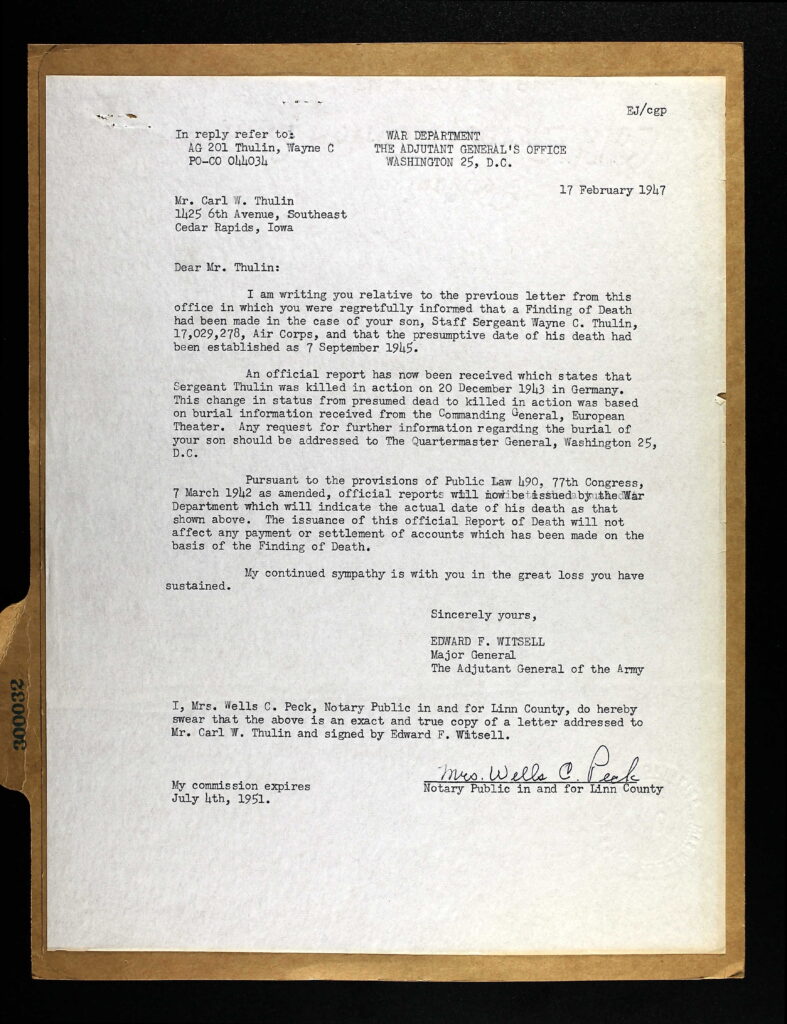 EJ/cgp
In reply refer to:
AG 201 Thulin, Wayne C
PO-CO 044034
WAR DEPARTMENT
THE ADJUTANT GENERAL'S OFFICE
WASHINGTON 25, D.C.
17 February 1947
Mr. Carl W. Thulin
1425 6th Avenue, Southeast
Cedar Rapids, Iowa
Dear Mr. Thulin:
I am writing you relative to the previous letter from this
office in which you were regretfully informed that a Finding of Death
had been made in the case of your son, Staff Sergeant Wayne C. Thulin,
17,029,278, Air Corps, and that the presumptive date of his death had
been established as 7 September 1945.
An official report has now been received which states that
Sergeant Thulin was killed in action on 20 December 1943 in Germany.
This change in status from presumed dead to killed in action was based
on burial information received from the Commanding General, European
Theater. Any request for further information regarding the burial of
your son should be addressed to The Quartermaster General, Washington 25,
D.C.
Pursuant to the provisions of Public Law 490, 77th Congress,
7 March 1942 as amended, official reports will now be issued by the War
Department which will indicate the actual date of his death as that
shown above. The issuance of this official Report of Death will not
affect any payment or settlement of accounts which has been made on the
basis of the Finding of Death.
My continued sympathy is with you in the great loss you have
sustained.
Sincerely yours,
EDWARD F. WITSELL
Major General
The Adjutant General of the Army
I, Mrs. Wells C. Peck, Notary Public in and for Linn County, do hereby
swear that the above is an exact and true copy of a letter addressed to
Mr. Carl W. Thulin and signed by Edward F. Witsell.
Mrs. Wells C. Peck
Notary Public in and for Linn County
My commission expires
July 4th, 1951.
300032